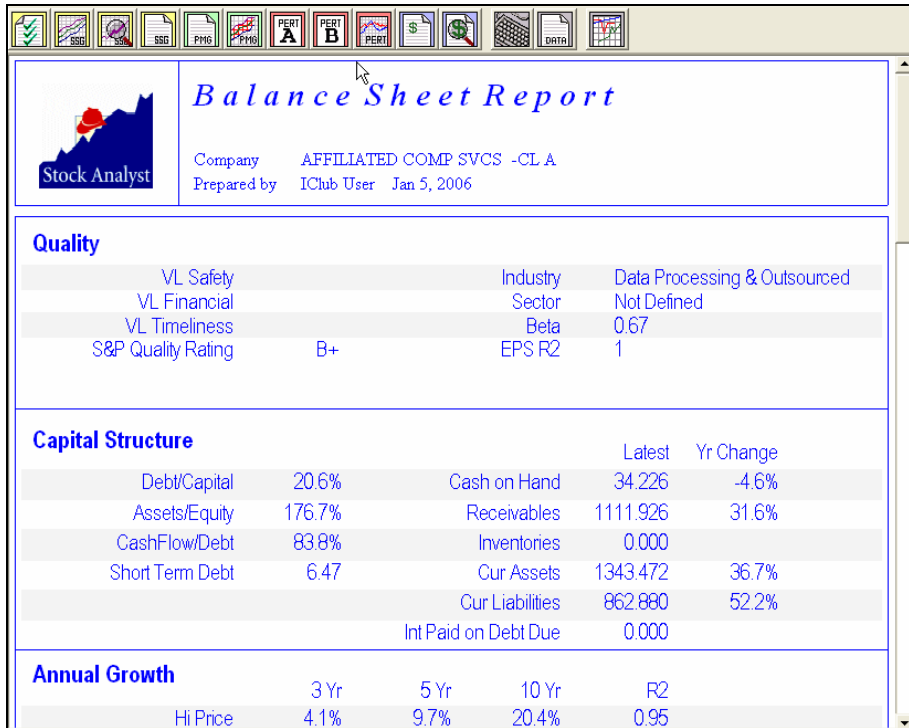 SSG SSG SSG PMG PMG PERT A PERT B PERT $ $ DATA
Balance Sheet Report
Stock Analyst
Company AFFILIATED COMP SVCS -CL A
Prepared by IClub User Jan 5, 2006
Quality
VL Safety Industry Data Processing & Outsourced
VL Financial Sector Not Defined
VL Timeliness Beta 0.67
S&P Quality Rating B+ EPS R2 1
Capital Structure
Latest Yr Change
Debt/Capital 20.6% Cash on Hand 34.226 -4.6%
Assets/Equity 176.7% Receivables 1111.926 31.6%
CashFlow/Debt 83.8% Inventories 0.000
Short Term Debt 6.47 Cur Assets 1343.472 36.7%
Cur Liabilities 862.880 52.2%
Int Paid on Debt Due 0.000
Annual Growth
3 Yr 5 Yr 10 Yr R2
Hi Price 4.1% 9.7% 20.4% 0.95